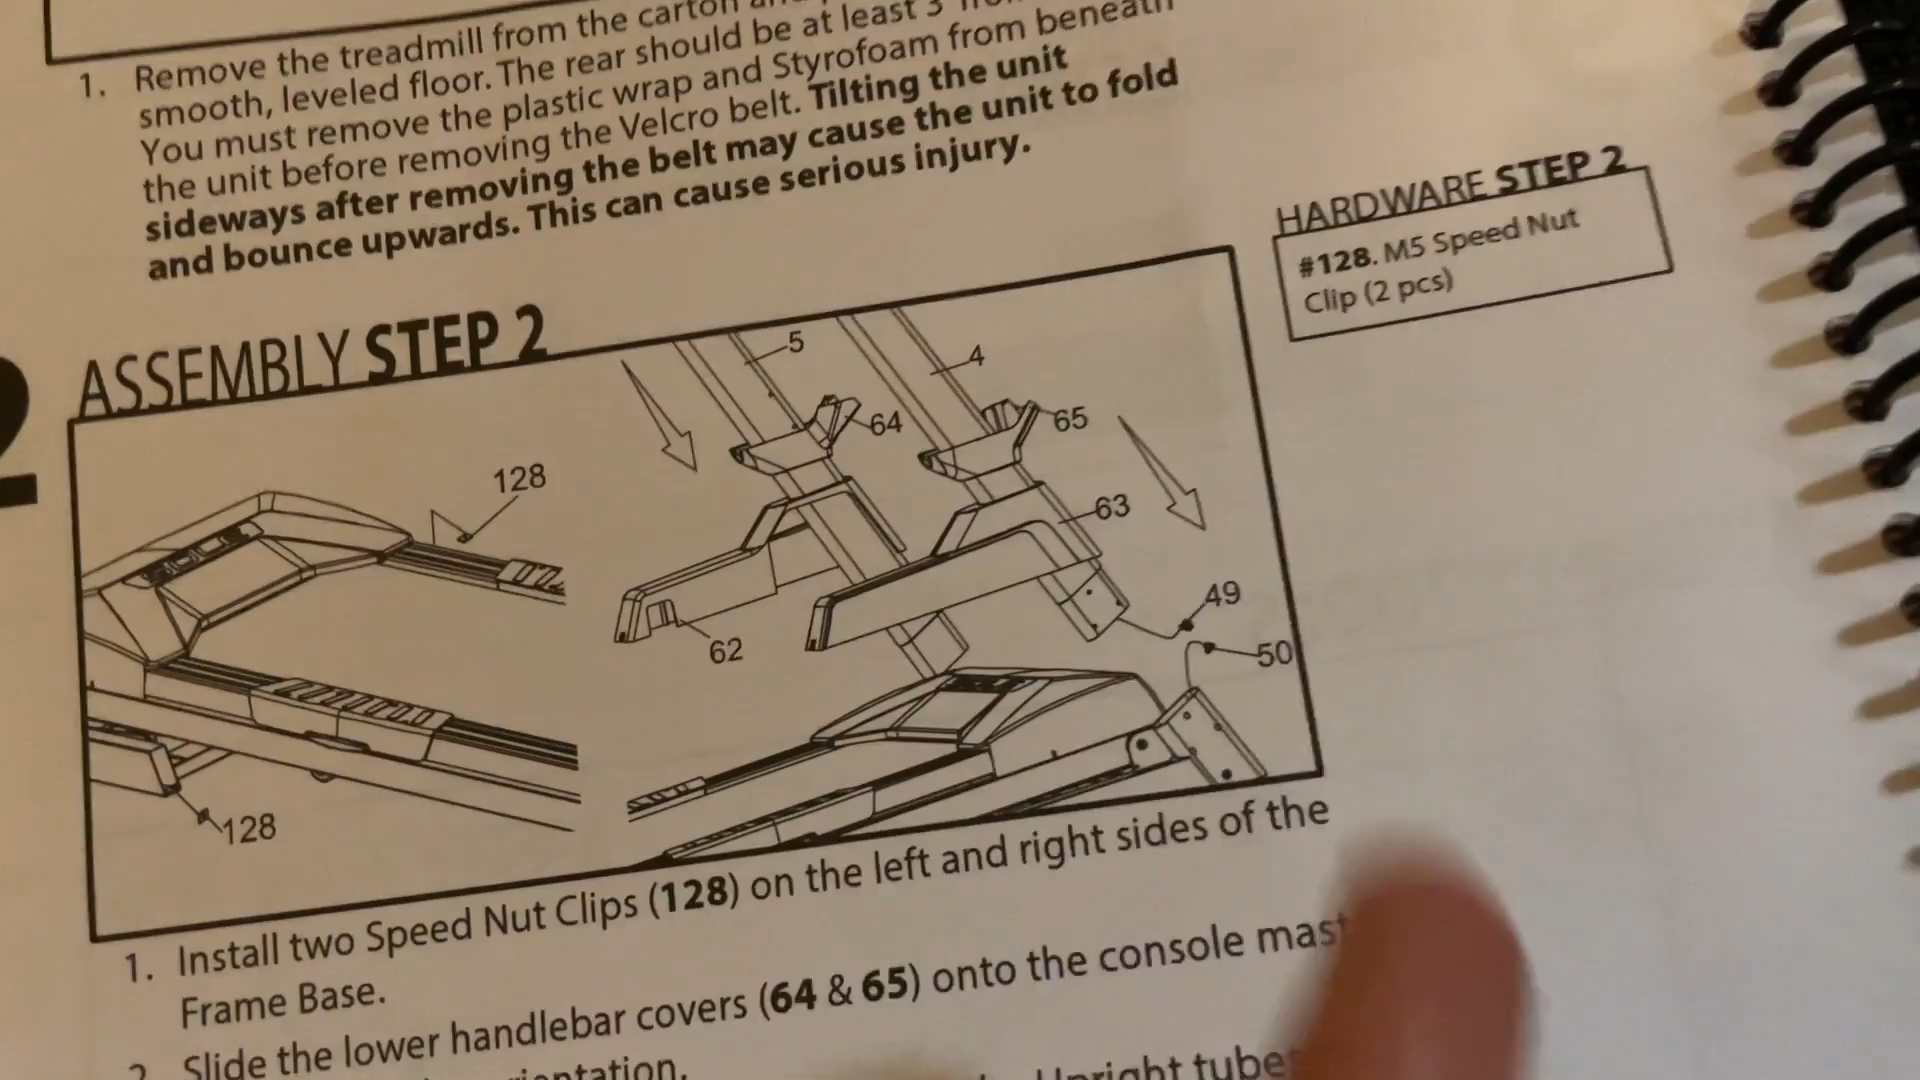 1. Remove the treadmill from the carton
smooth, leveled floor. The rear should be at least 3
You must remove the plastic wrap and Styrofoam from beneath
the unit before removing the Velcro belt. Tilting the unit
sideways after removing the belt may cause the unit to fold
and bounce upwards. This can cause serious injury.
HARDWARE STEP 2
#128. M5 Speed Nut
Clip (2 pcs)
2
ASSEMBLY STEP 2
5
4
64
65
128
63
49
62
50
128
1. Install two Speed Nut Clips (128) on the left and right sides of the
Frame Base.
2. Slide the lower handlebar covers (64 & 65) onto the console mast
Upright tube